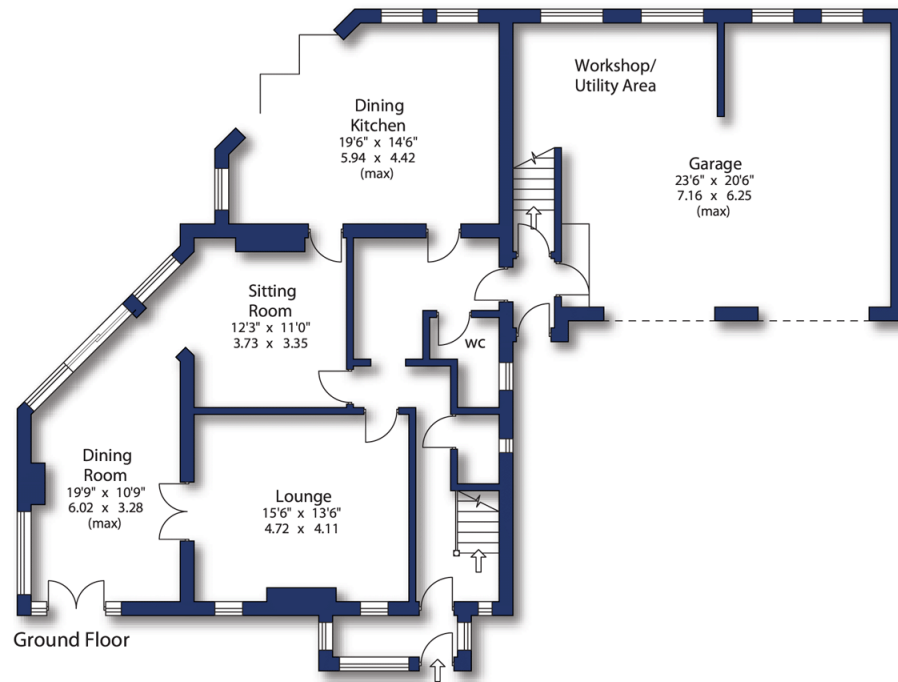 Dining
Kitchen
19'6" x 14'6"
5.94 x 4.42
(max)
Workshop/
Utility Area
Garage
23'6" x 20'6"
7.16 x 6.25
(max)
Sitting
Room
12'3" x 11'0"
3.73 x 3.35
WC
Dining
Room
19'9" x 10'9"
6.02 x 3.28
(max)
Lounge
15'6" x 13'6"
4.72 x 4.11
Ground Floor